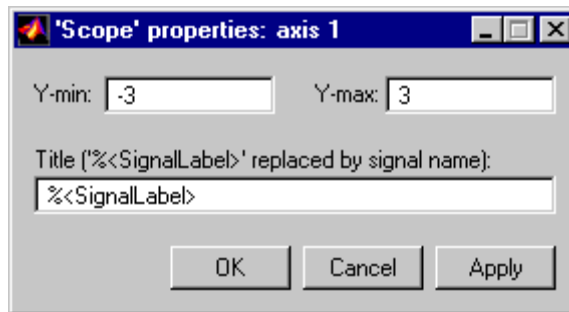 'Scope' properties: axis 1
Y-min: -3 Y-max: 3
Title ('%<SignalLabel>' replaced by signal name):
%<SignalLabel>
OK Cancel Apply